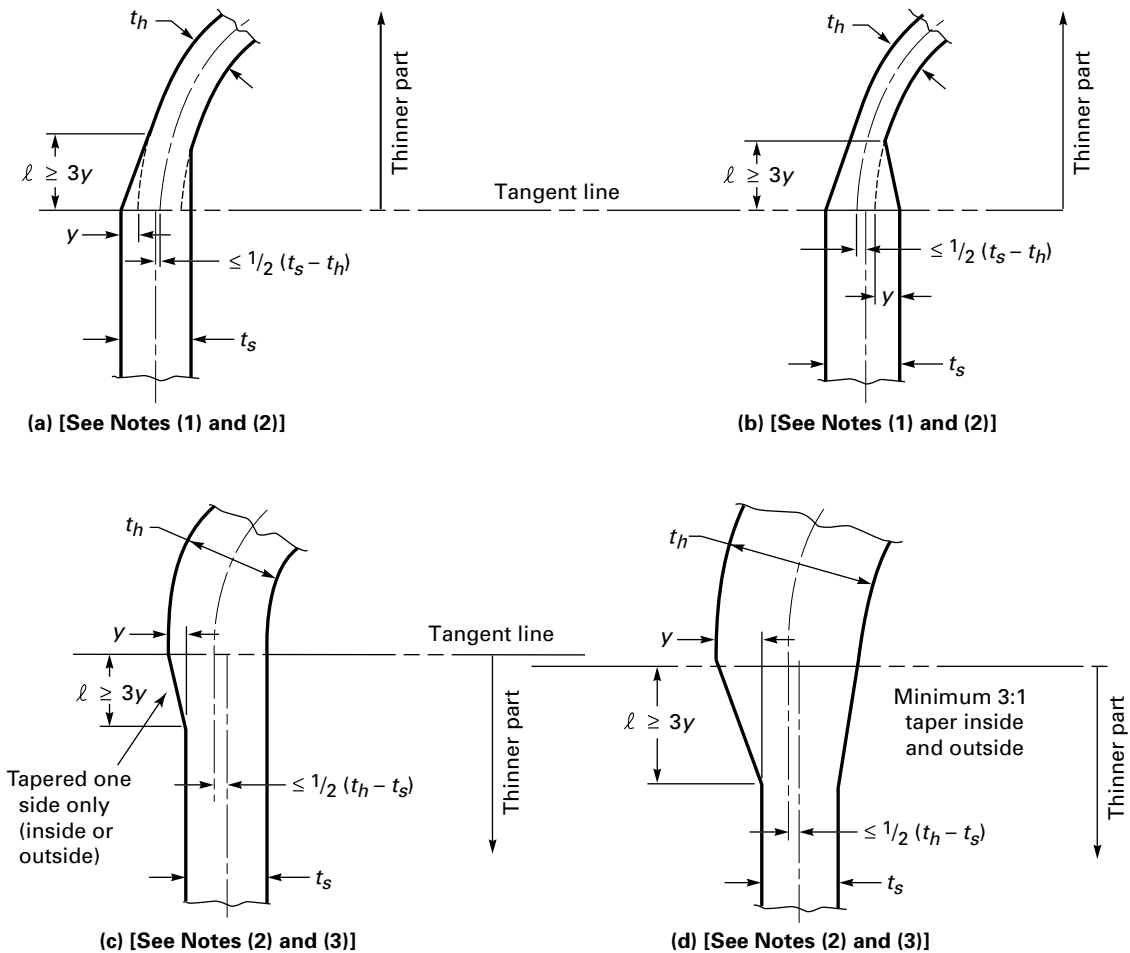 t_h
Thinner part
ℓ ≥ 3y
y
≤ 1/2 (t_s – t_h)
t_s
(a) [See Notes (1) and (2)]
Tangent line
t_h
Thinner part
ℓ ≥ 3y
≤ 1/2 (t_s – t_h)
y
t_s
(b) [See Notes (1) and (2)]
t_h
y
Tangent line
ℓ ≥ 3y
Tapered one
side only
(inside or
outside)
≤ 1/2 (t_h – t_s)
Thinner part
t_s
(c) [See Notes (2) and (3)]
t_h
y
ℓ ≥ 3y
Minimum 3:1
taper inside
and outside
Thinner part
≤ 1/2 (t_h – t_s)
t_s
(d) [See Notes (2) and (3)]